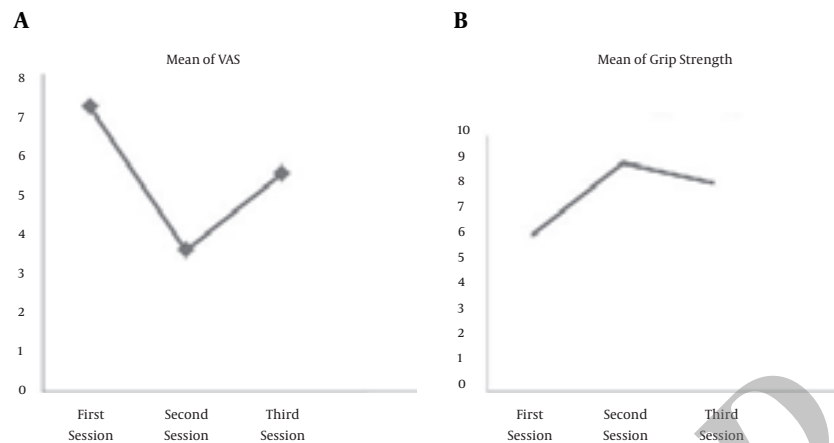 A
Mean of VAS
8
7
6
5
4
3
2
1
0
First Second Third
Session Session Session
B
Mean of Grip Strength
10
9
8
7
6
5
4
3
2
1
0
First Second Third
Session Session Session